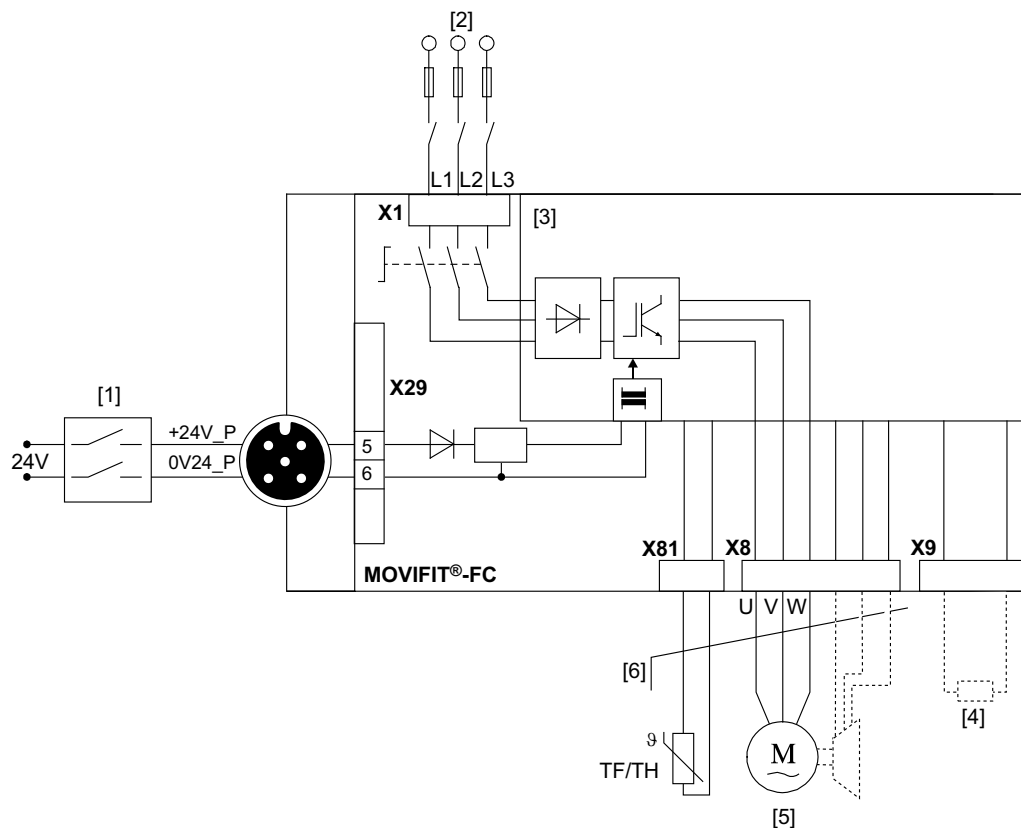 [2]
L1 L2 L3
X1
[3]
X29
[1]
+24V_P
5
24V
0V24_P
6
MOVIFIT®-FC
X81
X8
X9
U V W
[6]
[4]
ϑ
TF/TH
M
[5]